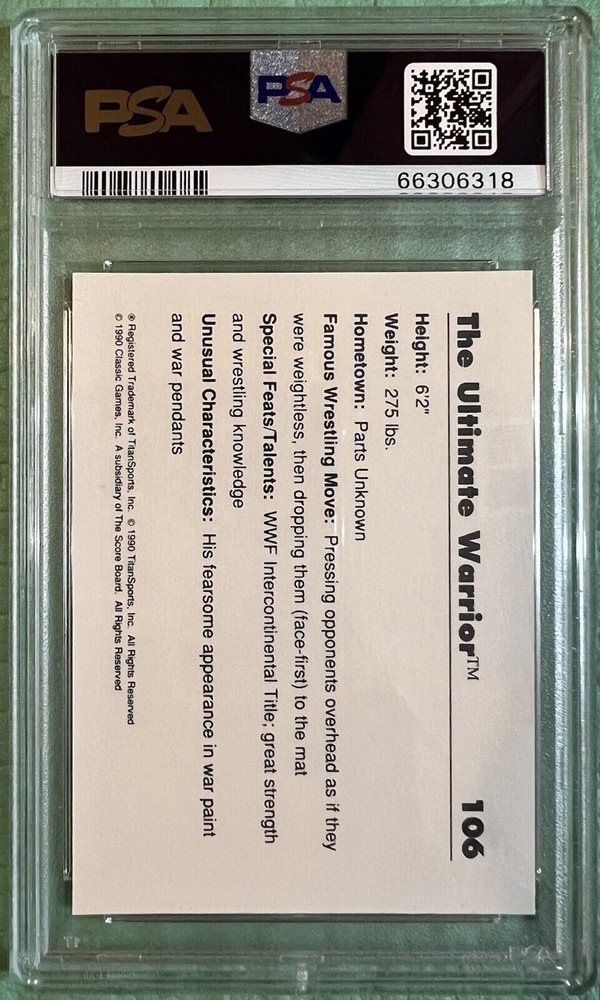 PSA
PSA
66306318
The Ultimate Warrior™ 106
Height: 6'2"
Weight: 275 lbs.
Hometown: Parts Unknown
Famous Wrestling Move: Pressing opponents overhead as if they
were weightless, then dropping them (face-first) to the mat
Special Feats/Talents: WWF Intercontinental Title; great strength
and wrestling knowledge
Unusual Characteristics: His fearsome appearance in war paint
and war pendants
® Registered Trademark of TitanSports, Inc. © 1990 TitanSports, Inc. All Rights Reserved
© 1990 Classic Games, Inc. A subsidiary of The Score Board. All Rights Reserved